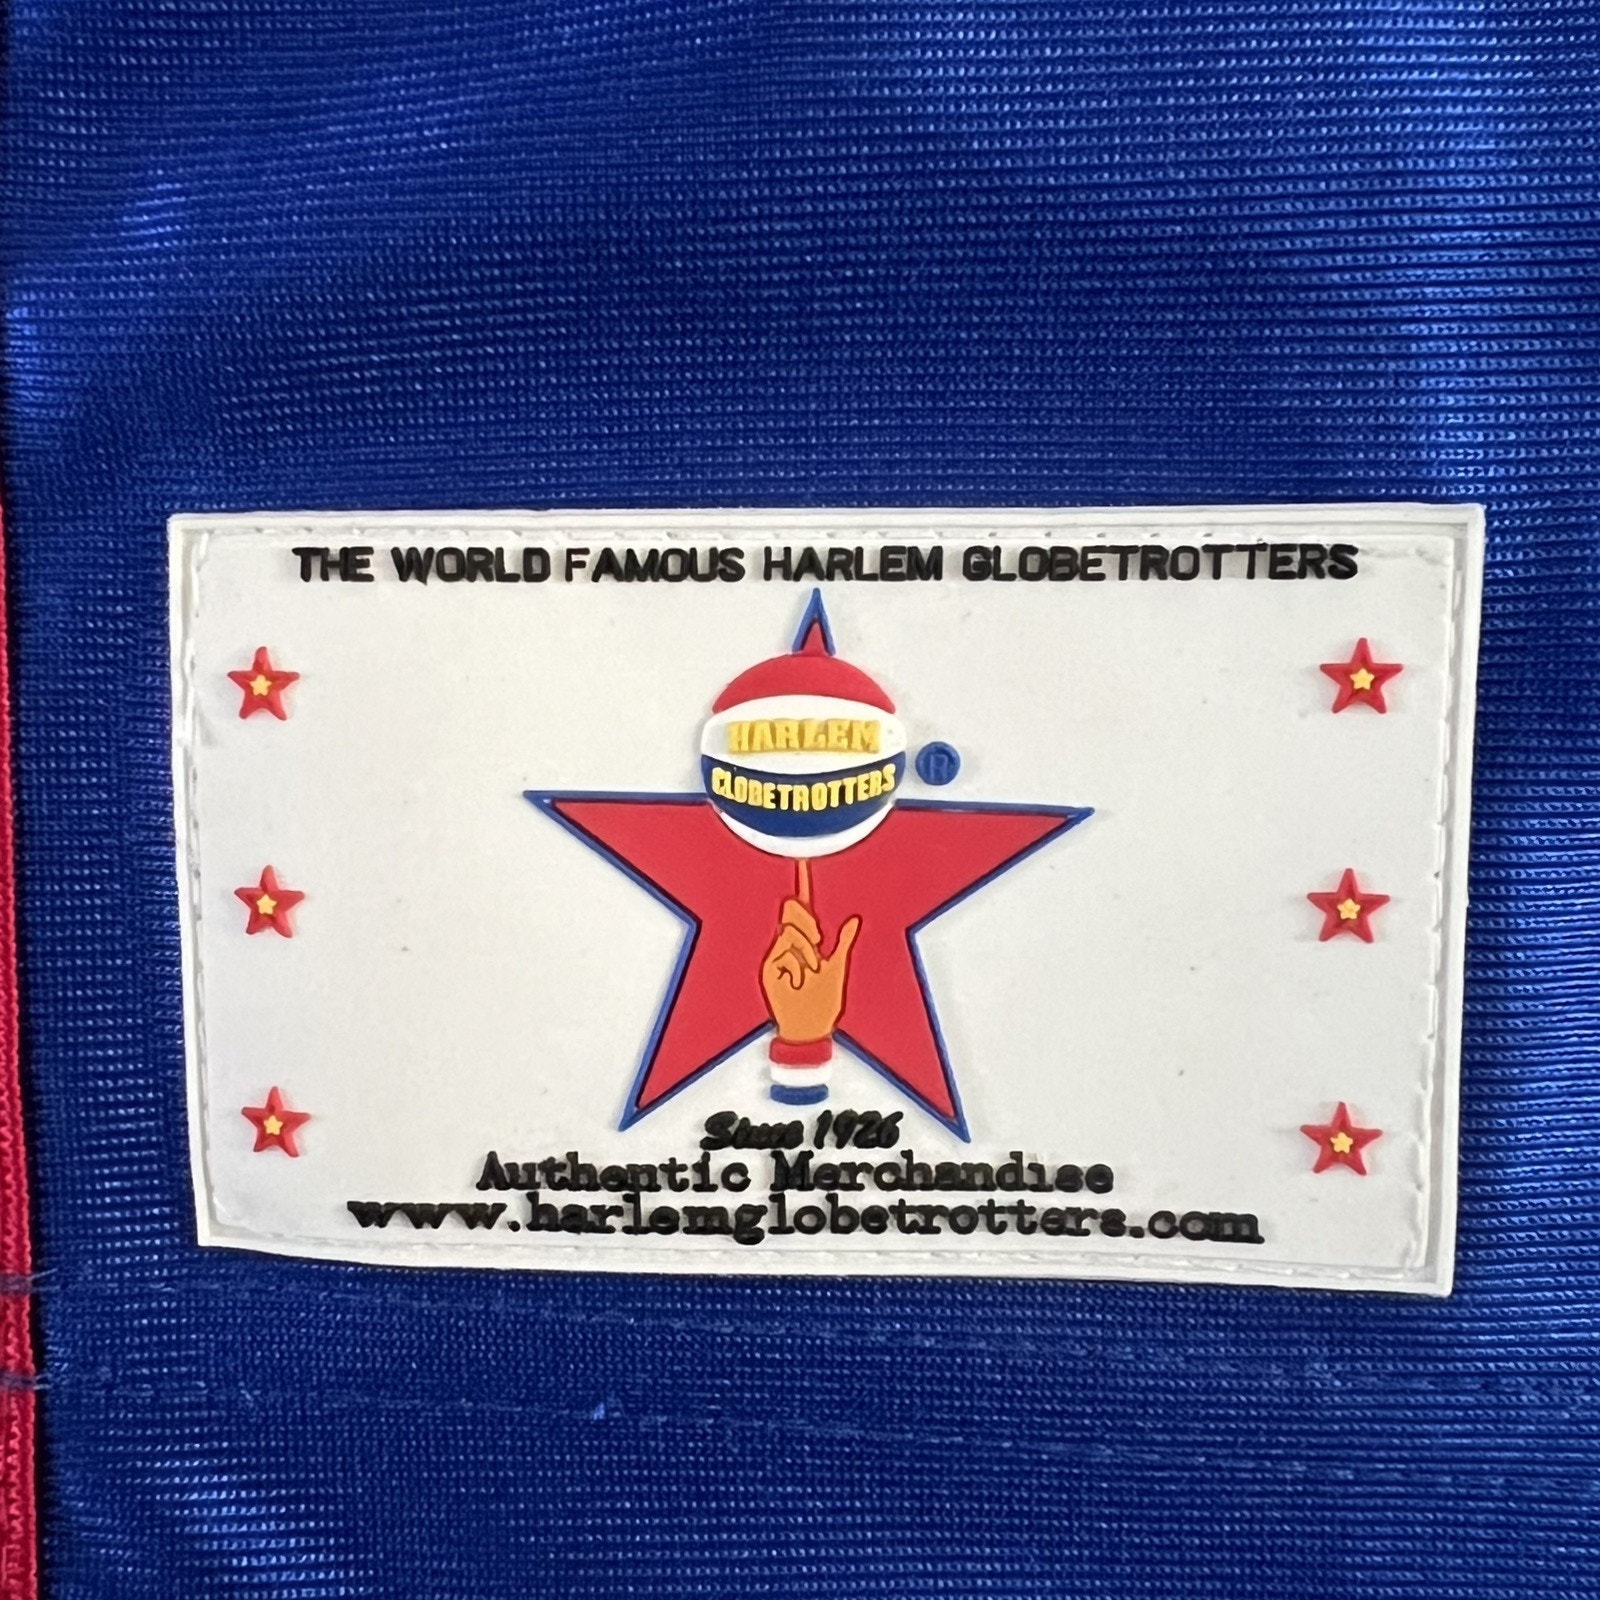 THE WORLD FAMOUS HARLEM GLOBETROTTERS
HARLEM
GLOBETROTTERS
®
Since 1926
Authentic Merchandise
www.harlemglobetrotters.com